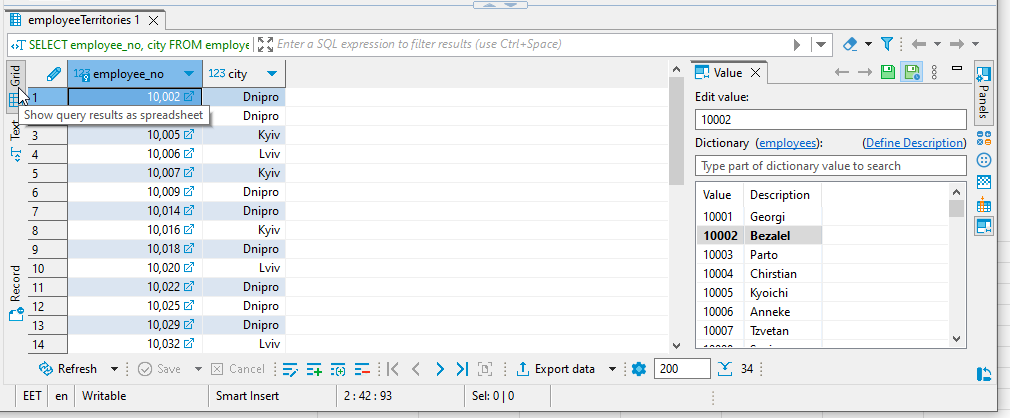 employeeTerritories 1
SELECT employee_no, city FROM employe
Enter a SQL expression to filter results (use Ctrl+Space)
Grid
Text
Record
123 employee_no
123 city
1 10,002 Dnipro
Dnipro
Show query results as spreadsheet
3 10,005 Kyiv
4 10,006 Lviv
5 10,007 Kyiv
6 10,009 Dnipro
7 10,014 Dnipro
8 10,016 Kyiv
9 10,018 Dnipro
10 10,020 Lviv
11 10,022 Dnipro
12 10,025 Dnipro
13 10,029 Dnipro
14 10,032 Lviv
Value
Panels
Edit value:
10002
Dictionary (employees): (Define Description)
Type part of dictionary value to search
Value Description
10001 Georgi
10002 Bezalel
10003 Parto
10004 Chirstian
10005 Kyoichi
10006 Anneke
10007 Tzvetan
Refresh Save Cancel Export data 200 34
EET en Writable Smart Insert 2 : 42 : 93 Sel: 0 | 0